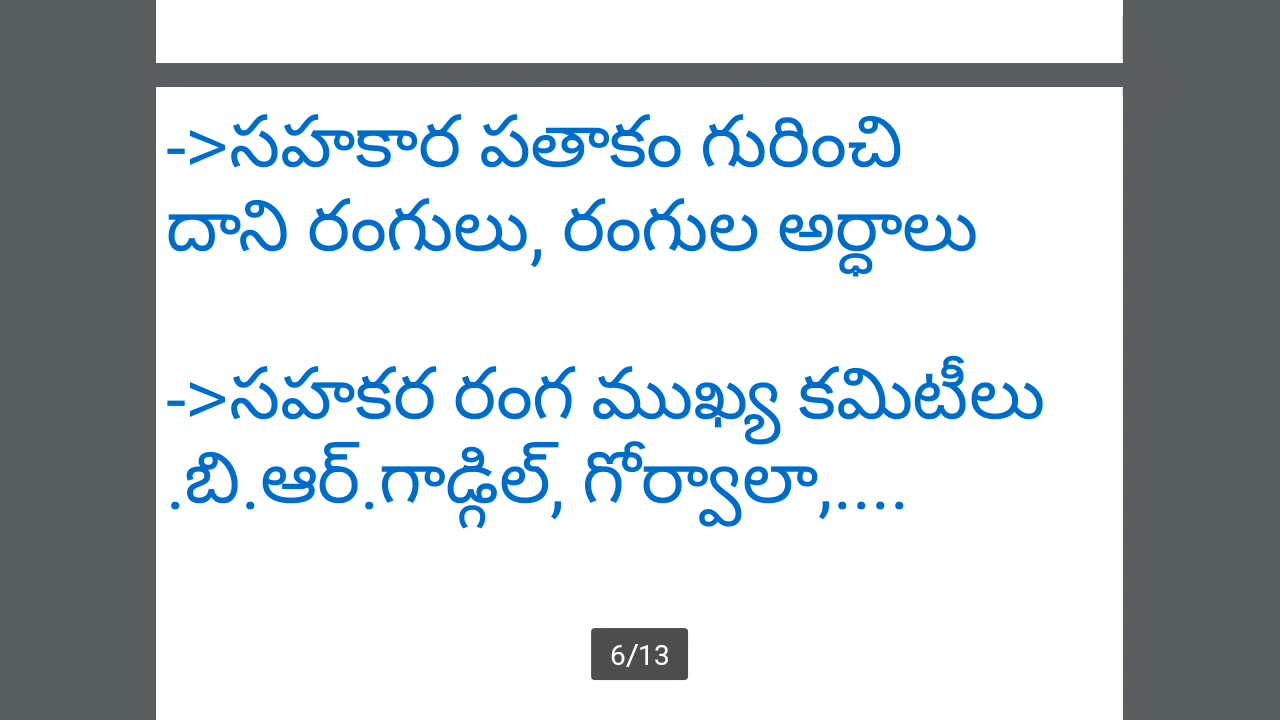 ->సహకార పతాకం గురించి
దాని రంగులు, రంగుల అర్ధాలు
->సహకర రంగ ముఖ్య కమిటీలు
.బి.ఆర్.గాడ్గిల్, గోర్వాలా,....
6/13